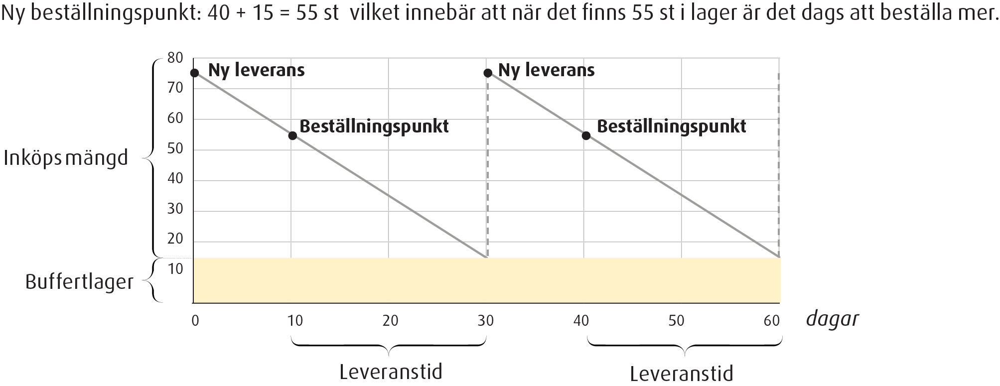 Ny beställningspunkt: 40 + 15 = 55 st vilket innebär att när det finns 55 st i lager är det dags att beställa mer.
80
Ny leverans
Ny leverans
70
60
Beställningspunkt
Beställningspunkt
50
Inköpsmängd
40
30
20
10
Buffertlager
0 10 20 30 40 50 60 dagar
Leveranstid
Leveranstid